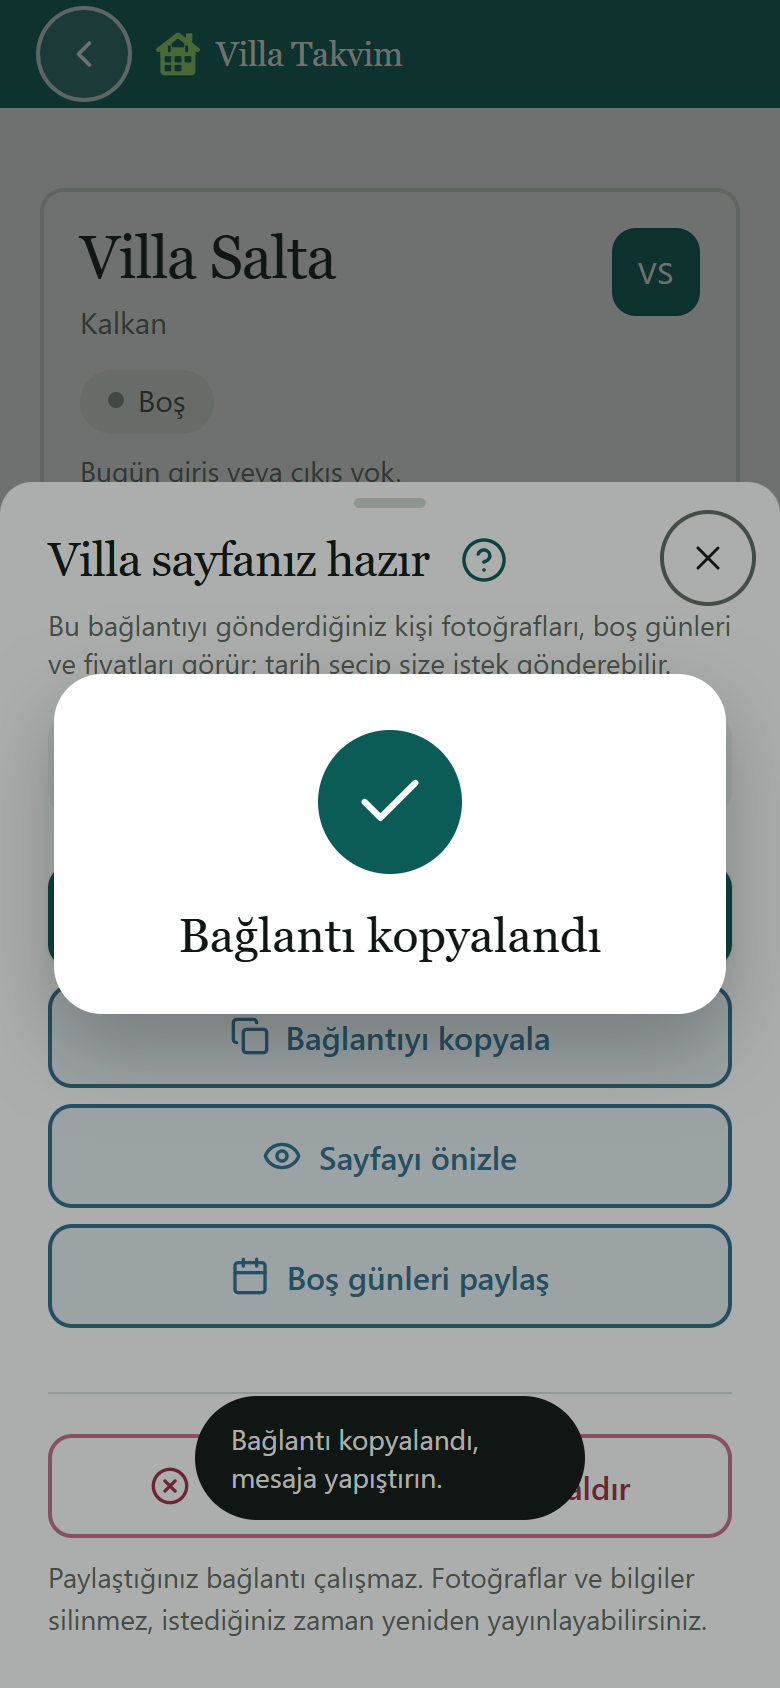 Villa Takvim
Villa Salta
VS
Kalkan
Boş
Bugün giriş veya çıkış yok.
Villa sayfanız hazır
Bu bağlantıyı gönderdiğiniz kişi fotoğrafları, boş günleri
ve fiyatları görür; tarih seçip size istek gönderebilir.
Bağlantı kopyalandı
Bağlantıyı kopyala
Sayfayı önizle
Boş günleri paylaş
Bağlantı kopyalandı,
mesaja yapıştırın.
aldır
Paylaştığınız bağlantı çalışmaz. Fotoğraflar ve bilgiler
silinmez, istediğiniz zaman yeniden yayınlayabilirsiniz.